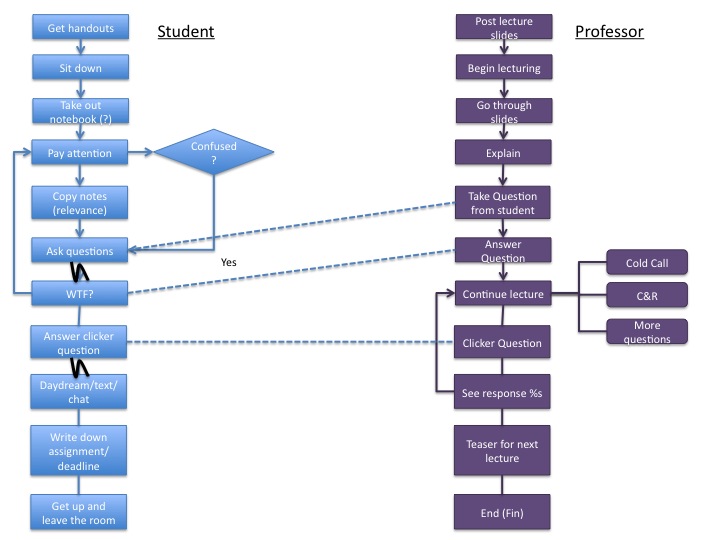 Student
Get handouts
Sit down
Take out
notebook (?)
Pay attention
Confused
?
Copy notes
(relevance)
Ask questions
Yes
WTF?
Answer clicker
question
Daydream/text/
chat
Write down
assignment/
deadline
Get up and
leave the room
Professor
Post lecture
slides
Begin lecturing
Go through
slides
Explain
Take Question
from student
Answer
Question
Continue lecture
Cold Call
C&R
More
questions
Clicker Question
See response %s
Teaser for next
lecture
End (Fin)